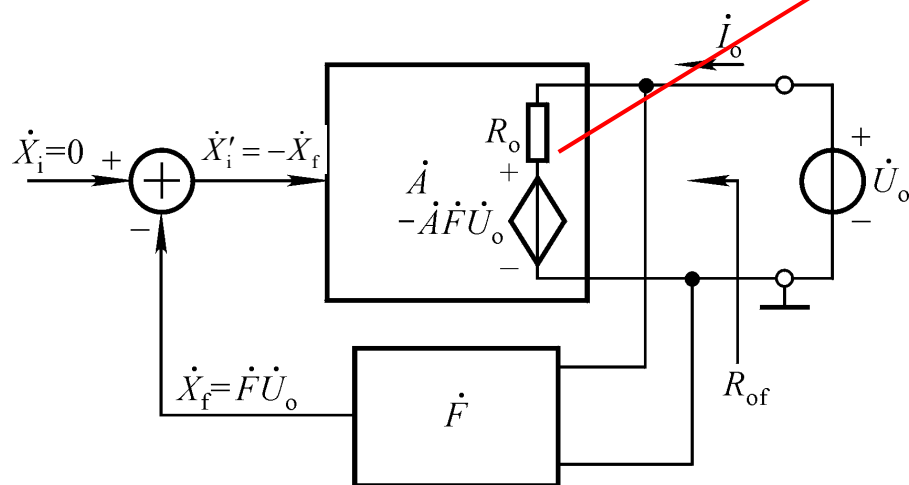 İₒ
Ẋᵢ=0
+
Ẋ′ᵢ=−Ẋf
Rₒ
+
+
Ȧ
U̇ₒ
−ȦḞU̇ₒ
−
−
−
Ẋf=ḞU̇ₒ
Ḟ
Rof